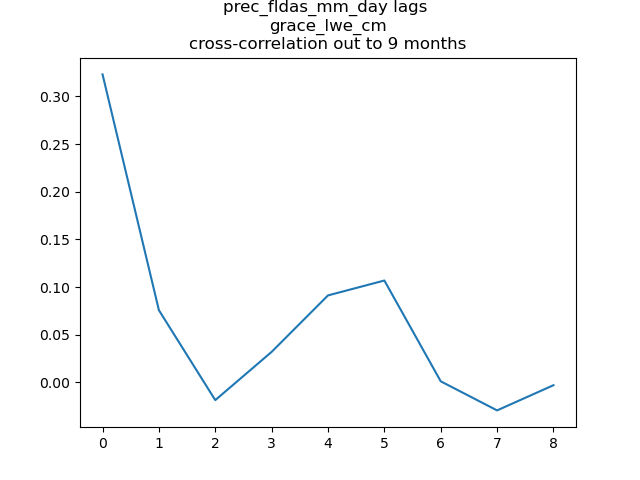 prec_fldas_mm_day lags
grace_lwe_cm
cross-correlation out to 9 months
0.30
0.25
0.20
0.15
0.10
0.05
0.00
0 1 2 3 4 5 6 7 8